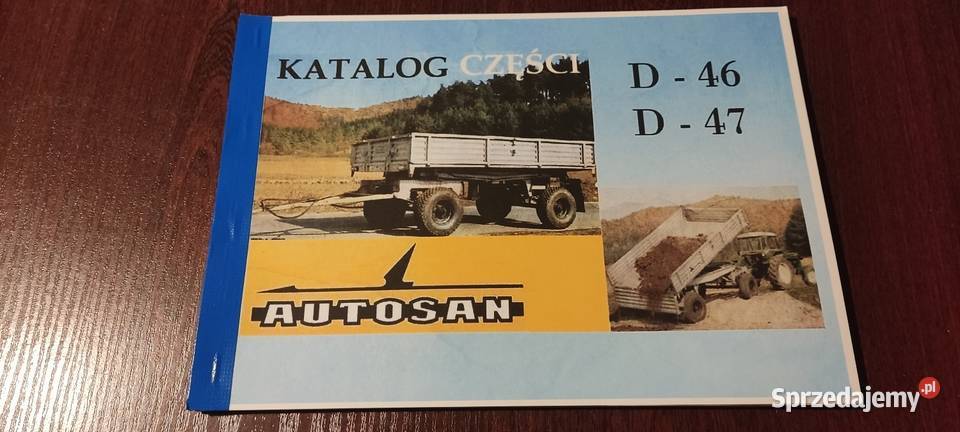 KATALOG CZĘŚCI
D - 46
D - 47
AUTOSAN
Sprzedajemy.pl